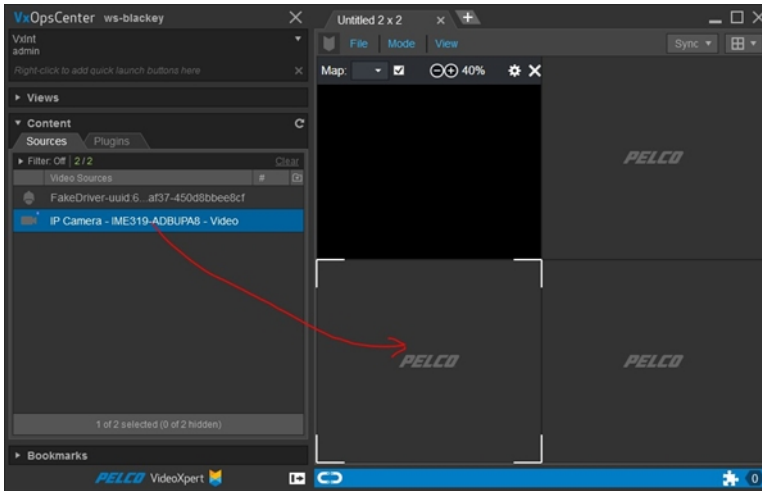 VxOpsCenter ws-blackey
VxInt
admin
Right-click to add quick launch buttons here
Views
Content
Sources Plugins
Filter: Off 2 / 2 Clear
Video Sources #
FakeDriver-uuid:6...af37-450d8bbee8cf
IP Camera - IME319-ADBUPA8 - Video
1 of 2 selected (0 of 2 hidden)
Bookmarks
PELCO VideoXpert
Untitled 2 x 2
File Mode View Sync
Map: 40%
PELCO
PELCO PELCO
0